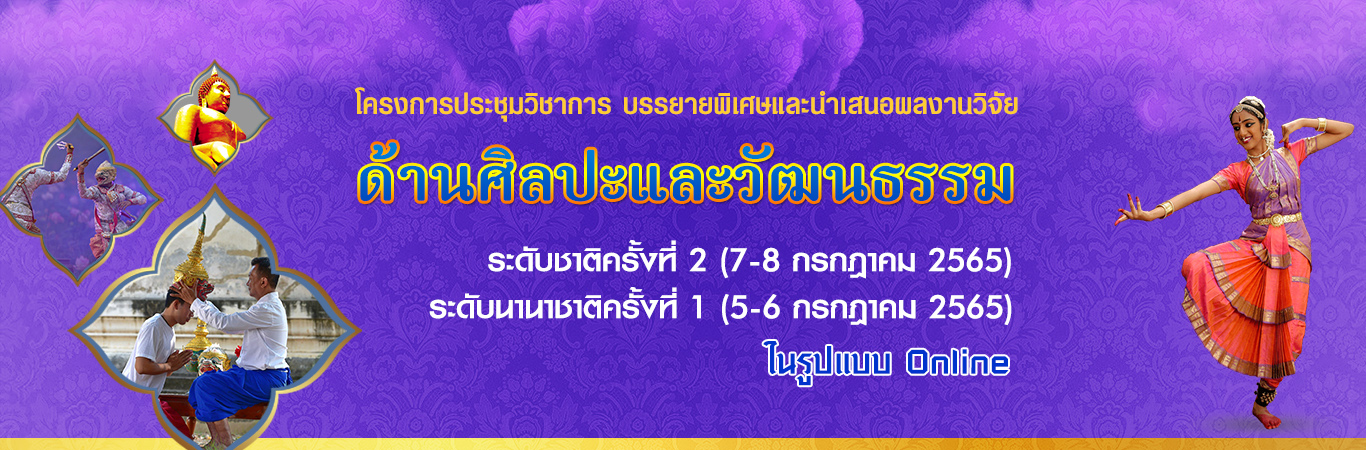 โครงการประชุมวิชาการ บรรยายพิเศษและนำเสนอผลงานวิจัย
ด้านศิลปะและวัฒนธรรม
ระดับชาติครั้งที่ 2 (7-8 กรกฎาคม 2565)
ระดับนานาชาติครั้งที่ 1 (5-6 กรกฎาคม 2565)
ในรูปแบบ Online